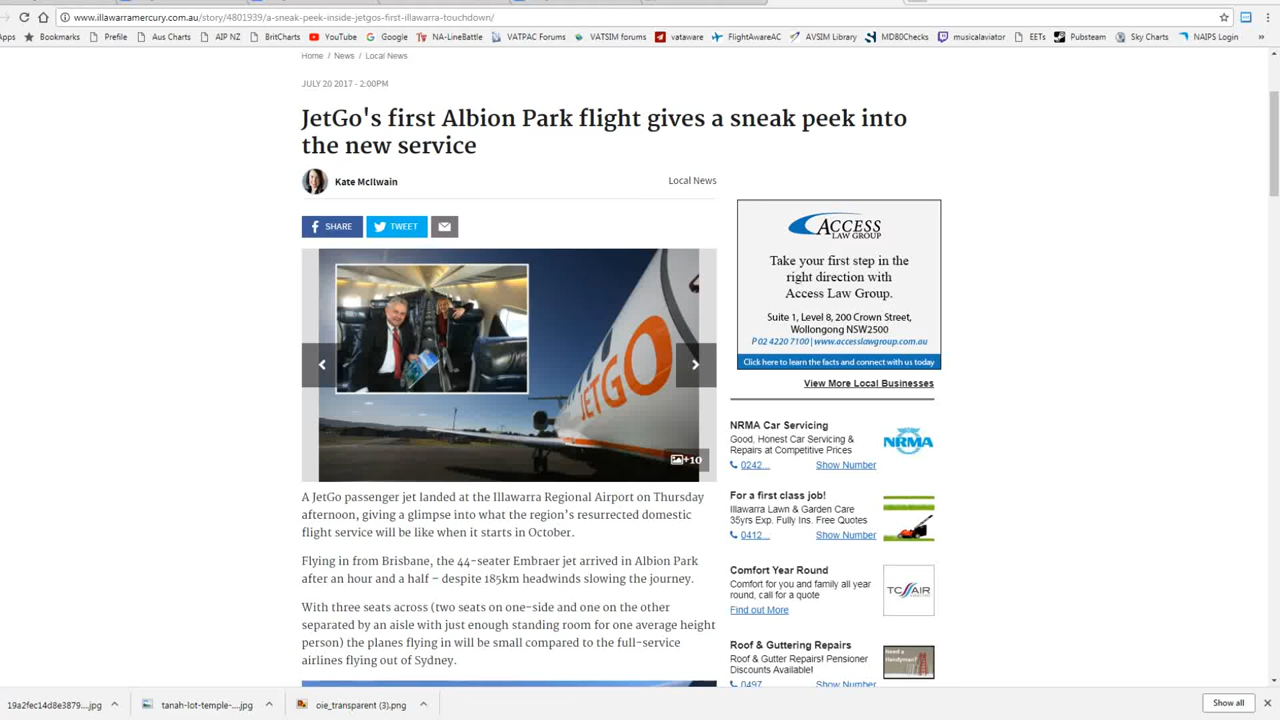 www.illawarramercury.com.au/story/4801939/a-sneak-peek-inside-jetgos-first-illawarra-touchdown/
Apps Bookmarks Prefile Aus Charts AIP NZ BritCharts YouTube Google NA-LineBattle VATPAC Forums VATSIM forums vataware FlightAwareAC AVSIM Library MD80Checks musicalaviator EETs Pubsteam Sky Charts NAIPS Login »
Home / News / Local News
JULY 20 2017 - 2:00PM
JetGo's first Albion Park flight gives a sneak peek into
the new service
Kate McIlwain
Local News
SHARE TWEET
JETGO
+10
A JetGo passenger jet landed at the Illawarra Regional Airport on Thursday
afternoon, giving a glimpse into what the region's resurrected domestic
flight service will be like when it starts in October.
Flying in from Brisbane, the 44-seater Embraer jet arrived in Albion Park
after an hour and a half – despite 185km headwinds slowing the journey.
With three seats across (two seats on one-side and one on the other
separated by an aisle with just enough standing room for one average height
person) the planes flying in will be small compared to the full-service
airlines flying out of Sydney.
ACCESS
LAW GROUP
Take your first step in the
right direction with
Access Law Group.
Suite 1, Level 8, 200 Crown Street,
Wollongong NSW2500
P 02 4220 7100 | www.accesslawgroup.com.au
Click here to learn the facts and connect with us today
View More Local Businesses
NRMA Car Servicing
Good, Honest Car Servicing &
Repairs at Competitive Prices
0242... Show Number
NRMA
For a first class job!
Illawarra Lawn & Garden Care
35yrs Exp. Fully Ins. Free Quotes
0412... Show Number
Comfort Year Round
Comfort for you and family all year
round, call for a quote
Find out More
TC AIR
Roof & Guttering Repairs
Roof & Gutter Repairs! Pensioner
Discounts Available!
0497... Show Number
Need a
Handyman?
19a2fec14d8e3879....jpg
tanah-lot-temple-....jpg
oie_transparent (3).png
Show all